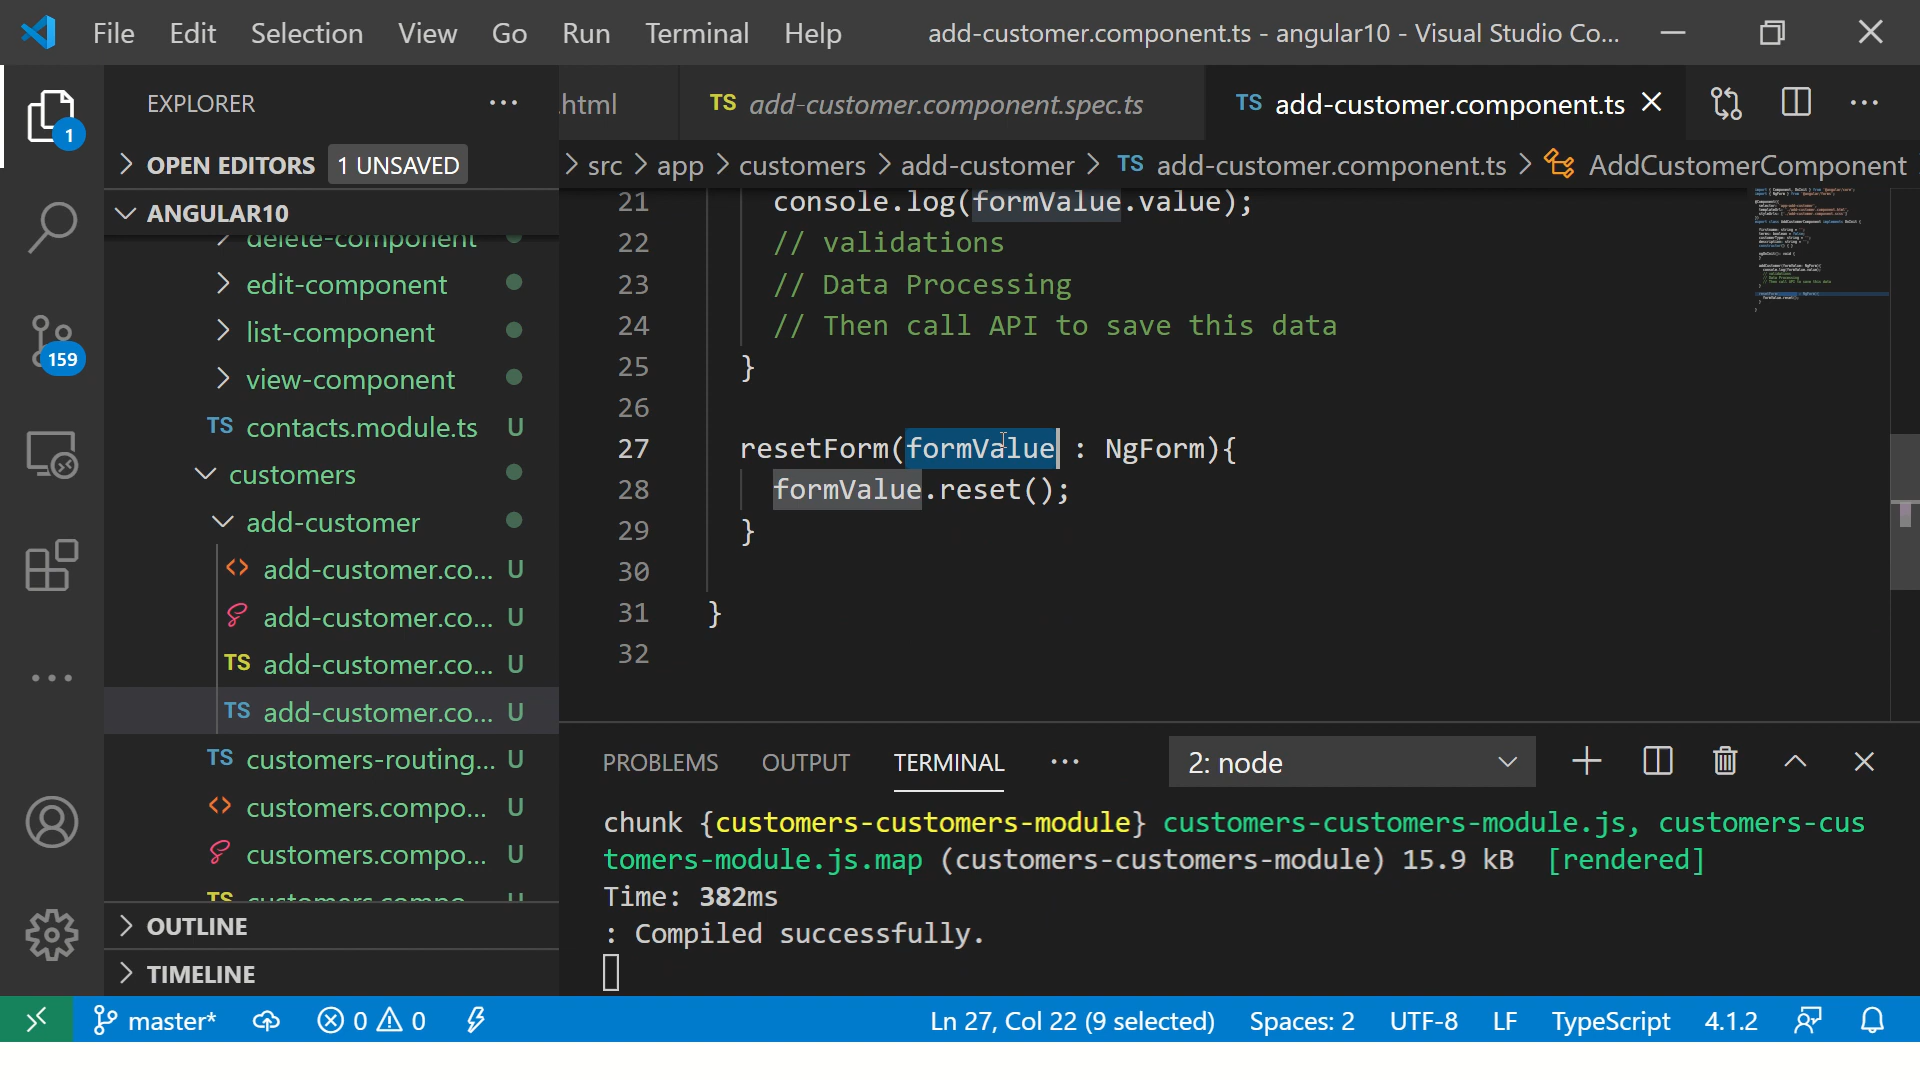 File Edit Selection View Go Run Terminal Help add-customer.component.ts - angular10 - Visual Studio Co...
EXPLORER
1
OPEN EDITORS 1 UNSAVED
ANGULAR10
delete-component
edit-component
list-component
view-component
TS contacts.module.ts U
customers
add-customer
<> add-customer.co... U
add-customer.co... U
TS add-customer.co... U
TS add-customer.co... U
TS customers-routing... U
<> customers.compo... U
customers.compo... U
TS customers.compo...
OUTLINE
TIMELINE
159
.html TS add-customer.component.spec.ts TS add-customer.component.ts
> src > app > customers > add-customer > TS add-customer.component.ts > AddCustomerComponent
21 console.log(formValue.value);
22 // validations
23 // Data Processing
24 // Then call API to save this data
25 }
26
27 resetForm(formValue : NgForm){
28 formValue.reset();
29 }
30
31 }
32
PROBLEMS OUTPUT TERMINAL ... 2: node
chunk {customers-customers-module} customers-customers-module.js, customers-cus
tomers-module.js.map (customers-customers-module) 15.9 kB [rendered]
Time: 382ms
: Compiled successfully.
master* 0 0 Ln 27, Col 22 (9 selected) Spaces: 2 UTF-8 LF TypeScript 4.1.2